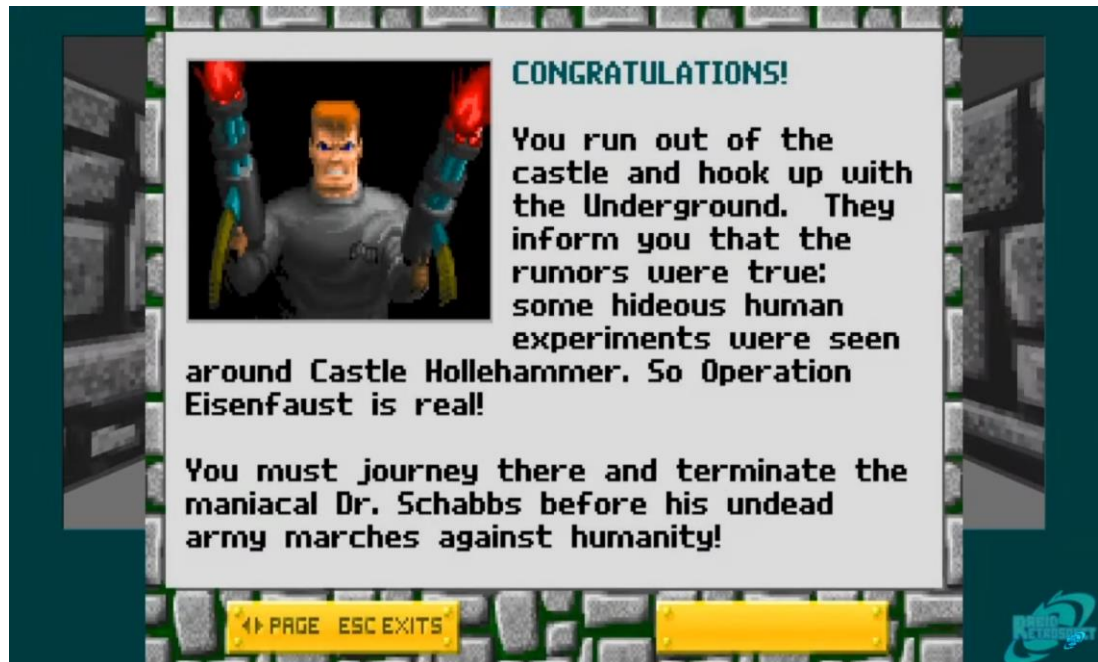 CONGRATULATIONS!
You run out of the
castle and hook up with
the Underground. They
inform you that the
rumors were true:
some hideous human
experiments were seen
around Castle Hollehammer. So Operation
Eisenfaust is real!
You must journey there and terminate the
maniacal Dr. Schabbs before his undead
army marches against humanity!
PAGE ESC EXITS
RETROSPECT